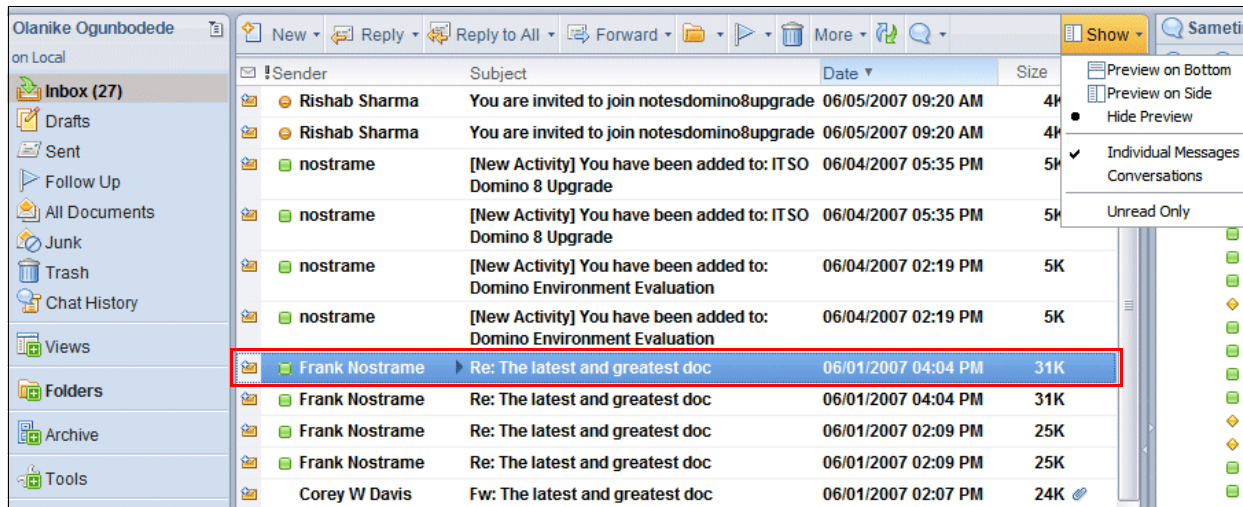 Olanike Ogunbodede
on Local
Inbox (27)
Drafts
Sent
Follow Up
All Documents
Junk
Trash
Chat History
Views
Folders
Archive
Tools
New Reply Reply to All Forward More Show
! Sender Subject Date Size
Rishab Sharma You are invited to join notesdomino8upgrade 06/05/2007 09:20 AM 4K
Rishab Sharma You are invited to join notesdomino8upgrade 06/05/2007 09:20 AM 4K
nostrame [New Activity] You have been added to: ITSO 06/04/2007 05:35 PM 5K
Domino 8 Upgrade
nostrame [New Activity] You have been added to: ITSO 06/04/2007 05:35 PM 5K
Domino 8 Upgrade
nostrame [New Activity] You have been added to: 06/04/2007 02:19 PM 5K
Domino Environment Evaluation
nostrame [New Activity] You have been added to: 06/04/2007 02:19 PM 5K
Domino Environment Evaluation
Frank Nostrame Re: The latest and greatest doc 06/01/2007 04:04 PM 31K
Frank Nostrame Re: The latest and greatest doc 06/01/2007 04:04 PM 31K
Frank Nostrame Re: The latest and greatest doc 06/01/2007 02:09 PM 25K
Frank Nostrame Re: The latest and greatest doc 06/01/2007 02:09 PM 25K
Corey W Davis Fw: The latest and greatest doc 06/01/2007 02:07 PM 24K
Preview on Bottom
Preview on Side
Hide Preview
Individual Messages
Conversations
Unread Only